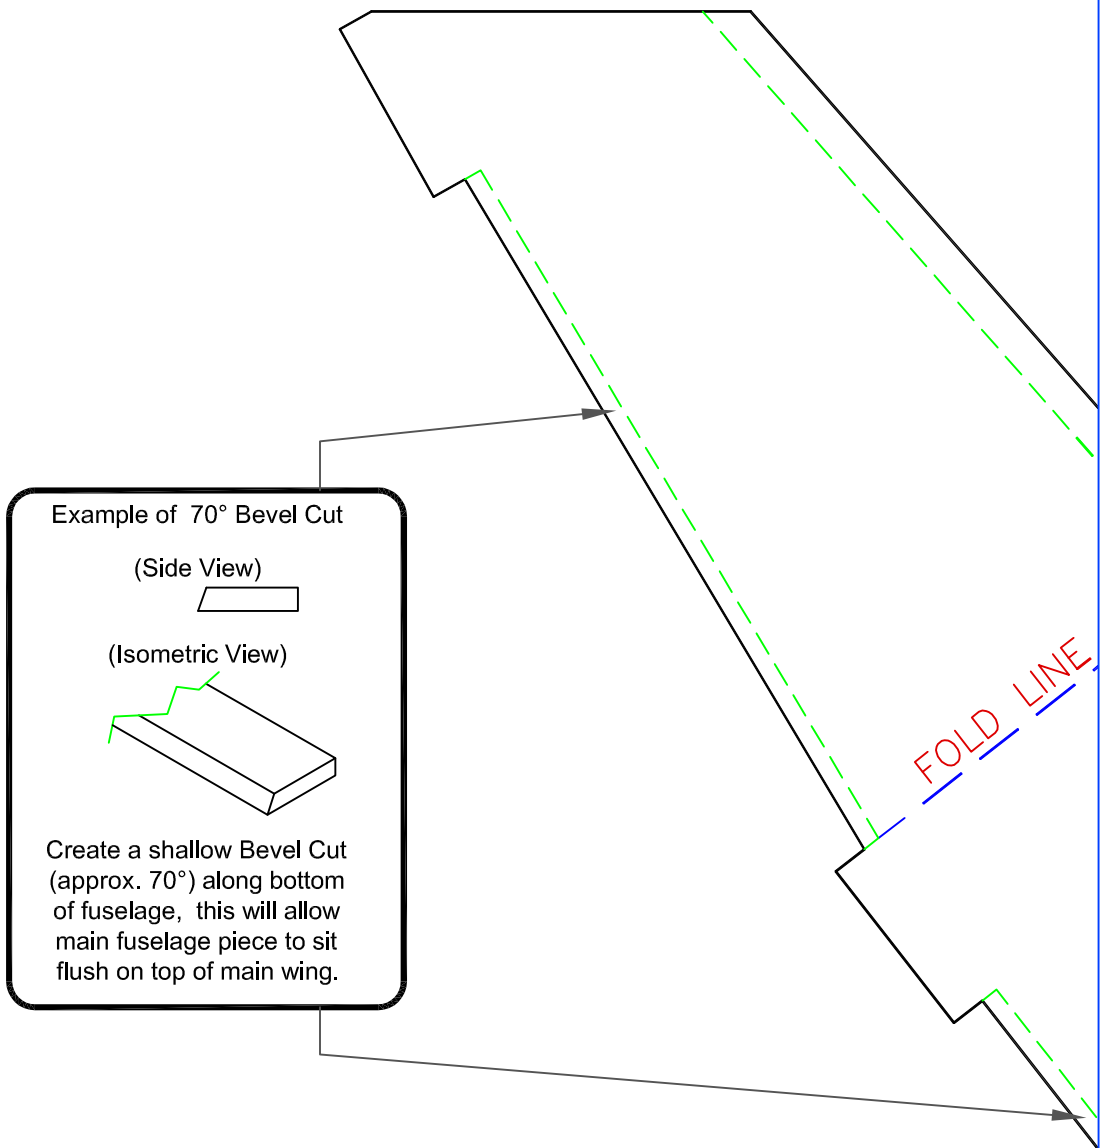 Example of 70° Bevel Cut
(Side View)
(Isometric View)
Create a shallow Bevel Cut
(approx. 70°) along bottom
of fuselage, this will allow
main fuselage piece to sit
flush on top of main wing.
FOLD LINE